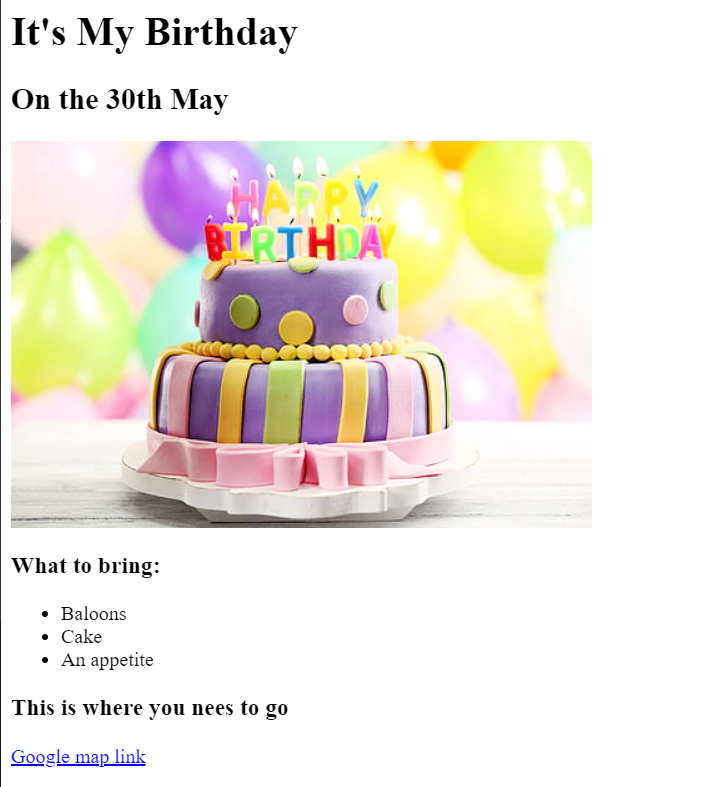 It's My Birthday
On the 30th May
HAPPY
BIRTHDAY
What to bring:
Baloons
Cake
An appetite
This is where you nees to go
Google map link